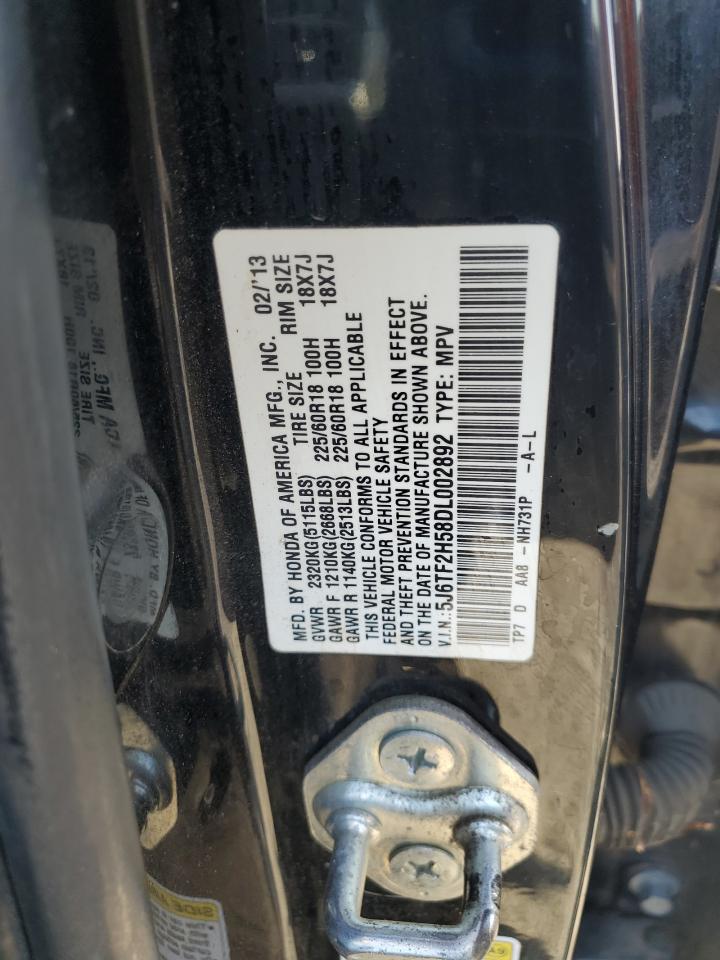 MFD. BY HONDA OF AMERICA MFG., INC. 02/'13
TIRE SIZE RIM SIZE
GVWR 2320KG(5115LBS)
GAWR F 1210KG(2668LBS) 225/60R18 100H 18X7J
GAWR R 1140KG(2513LBS) 225/60R18 100H 18X7J
THIS VEHICLE CONFORMS TO ALL APPLICABLE
FEDERAL MOTOR VEHICLE SAFETY
AND THEFT PREVENTION STANDARDS IN EFFECT
ON THE DATE OF MANUFACTURE SHOWN ABOVE.
V.I.N.:5J6TF2H58DL002892 TYPE: MPV
TP7 D AA8 -NH731P -A-L